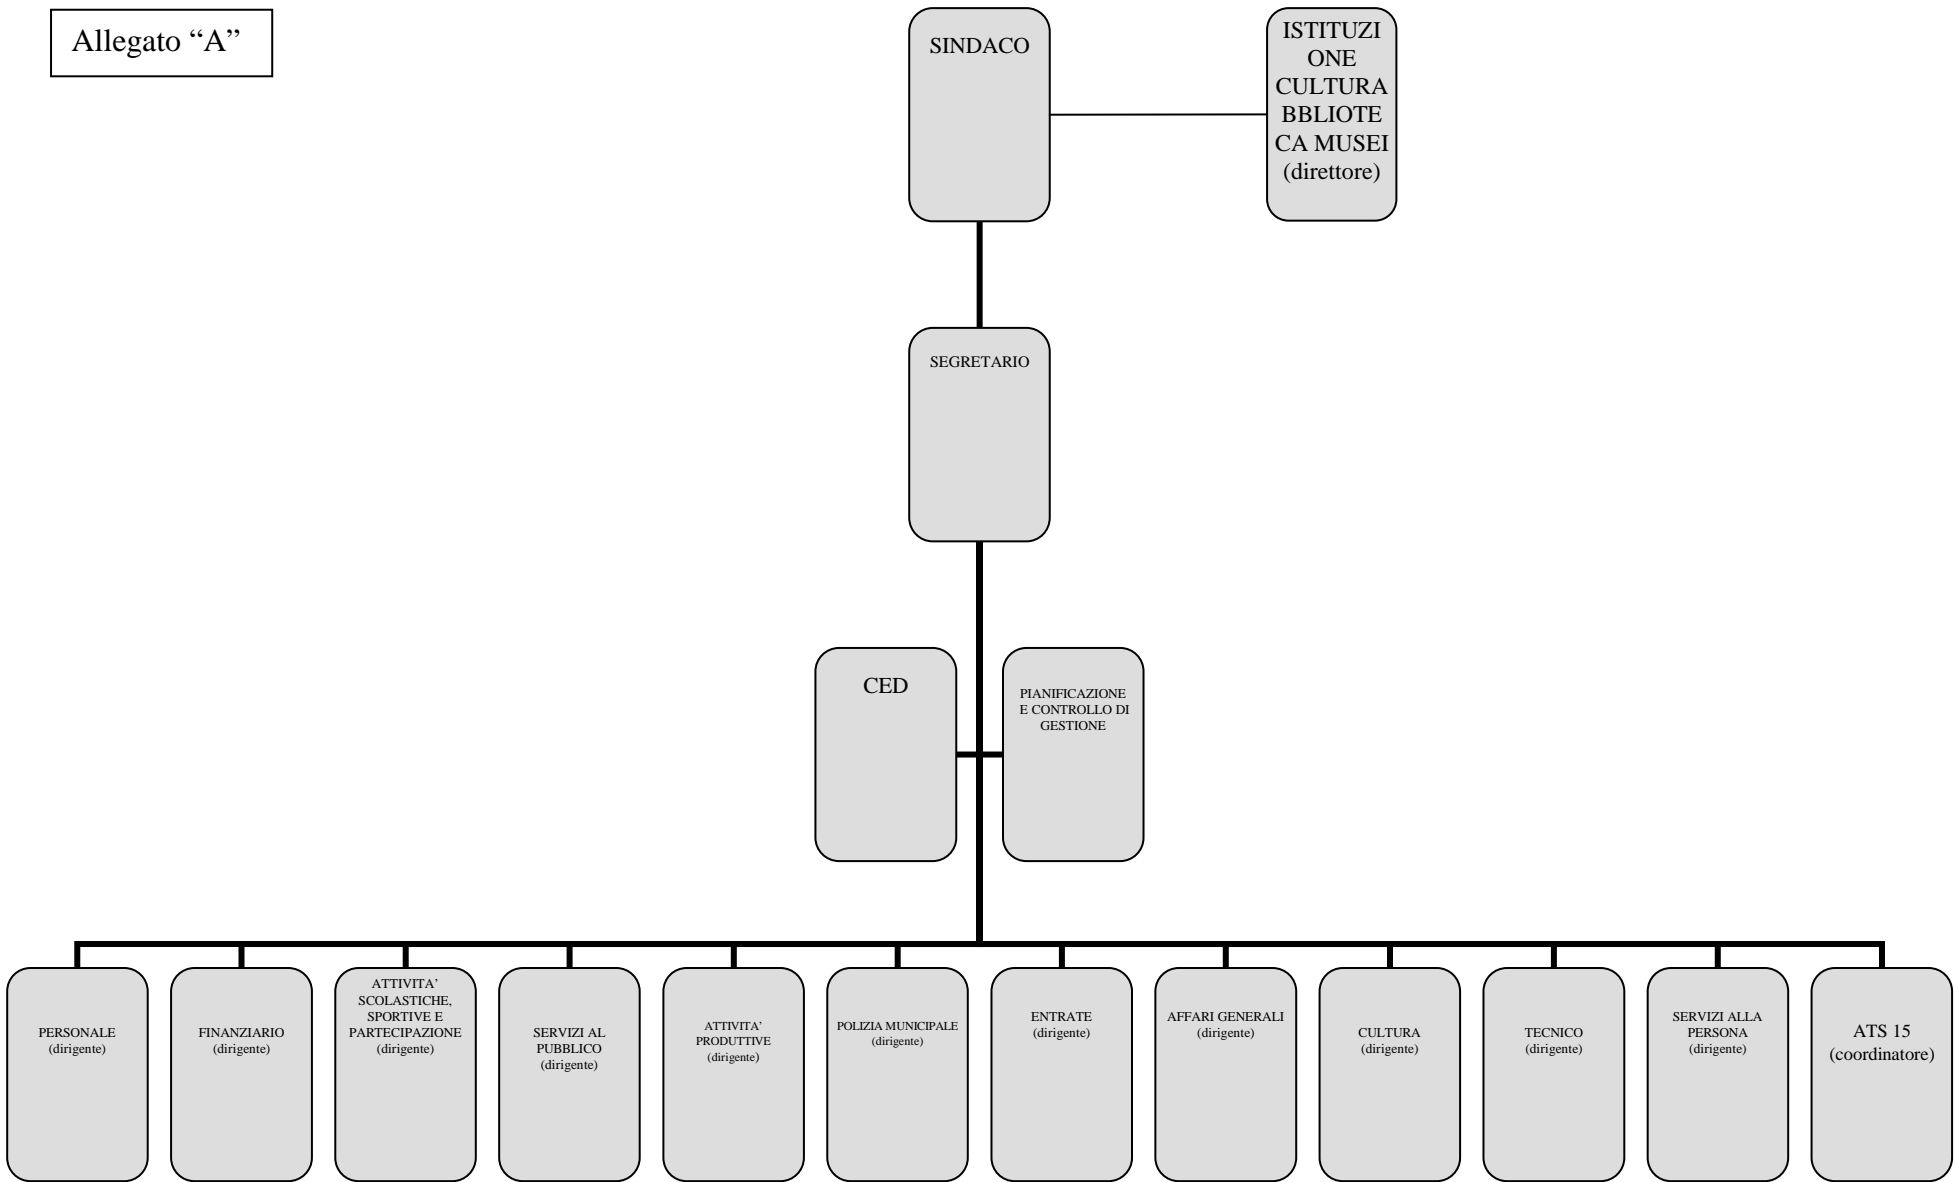 Allegato “A”
SINDACO
ISTITUZI
ONE
CULTURA
BBLIOTE
CA MUSEI
(direttore)
SEGRETARIO
CED
PIANIFICAZIONE
E CONTROLLO DI
GESTIONE
PERSONALE
(dirigente)
FINANZIARIO
(dirigente)
ATTIVITA’
SCOLASTICHE,
SPORTIVE E
PARTECIPAZIONE
(dirigente)
SERVIZI AL
PUBBLICO
(dirigente)
ATTIVITA’
PRODUTTIVE
(dirigente)
POLIZIA MUNICIPALE
(dirigente)
ENTRATE
(dirigente)
AFFARI GENERALI
(dirigente)
CULTURA
(dirigente)
TECNICO
(dirigente)
SERVIZI ALLA
PERSONA
(dirigente)
ATS 15
(coordinatore)